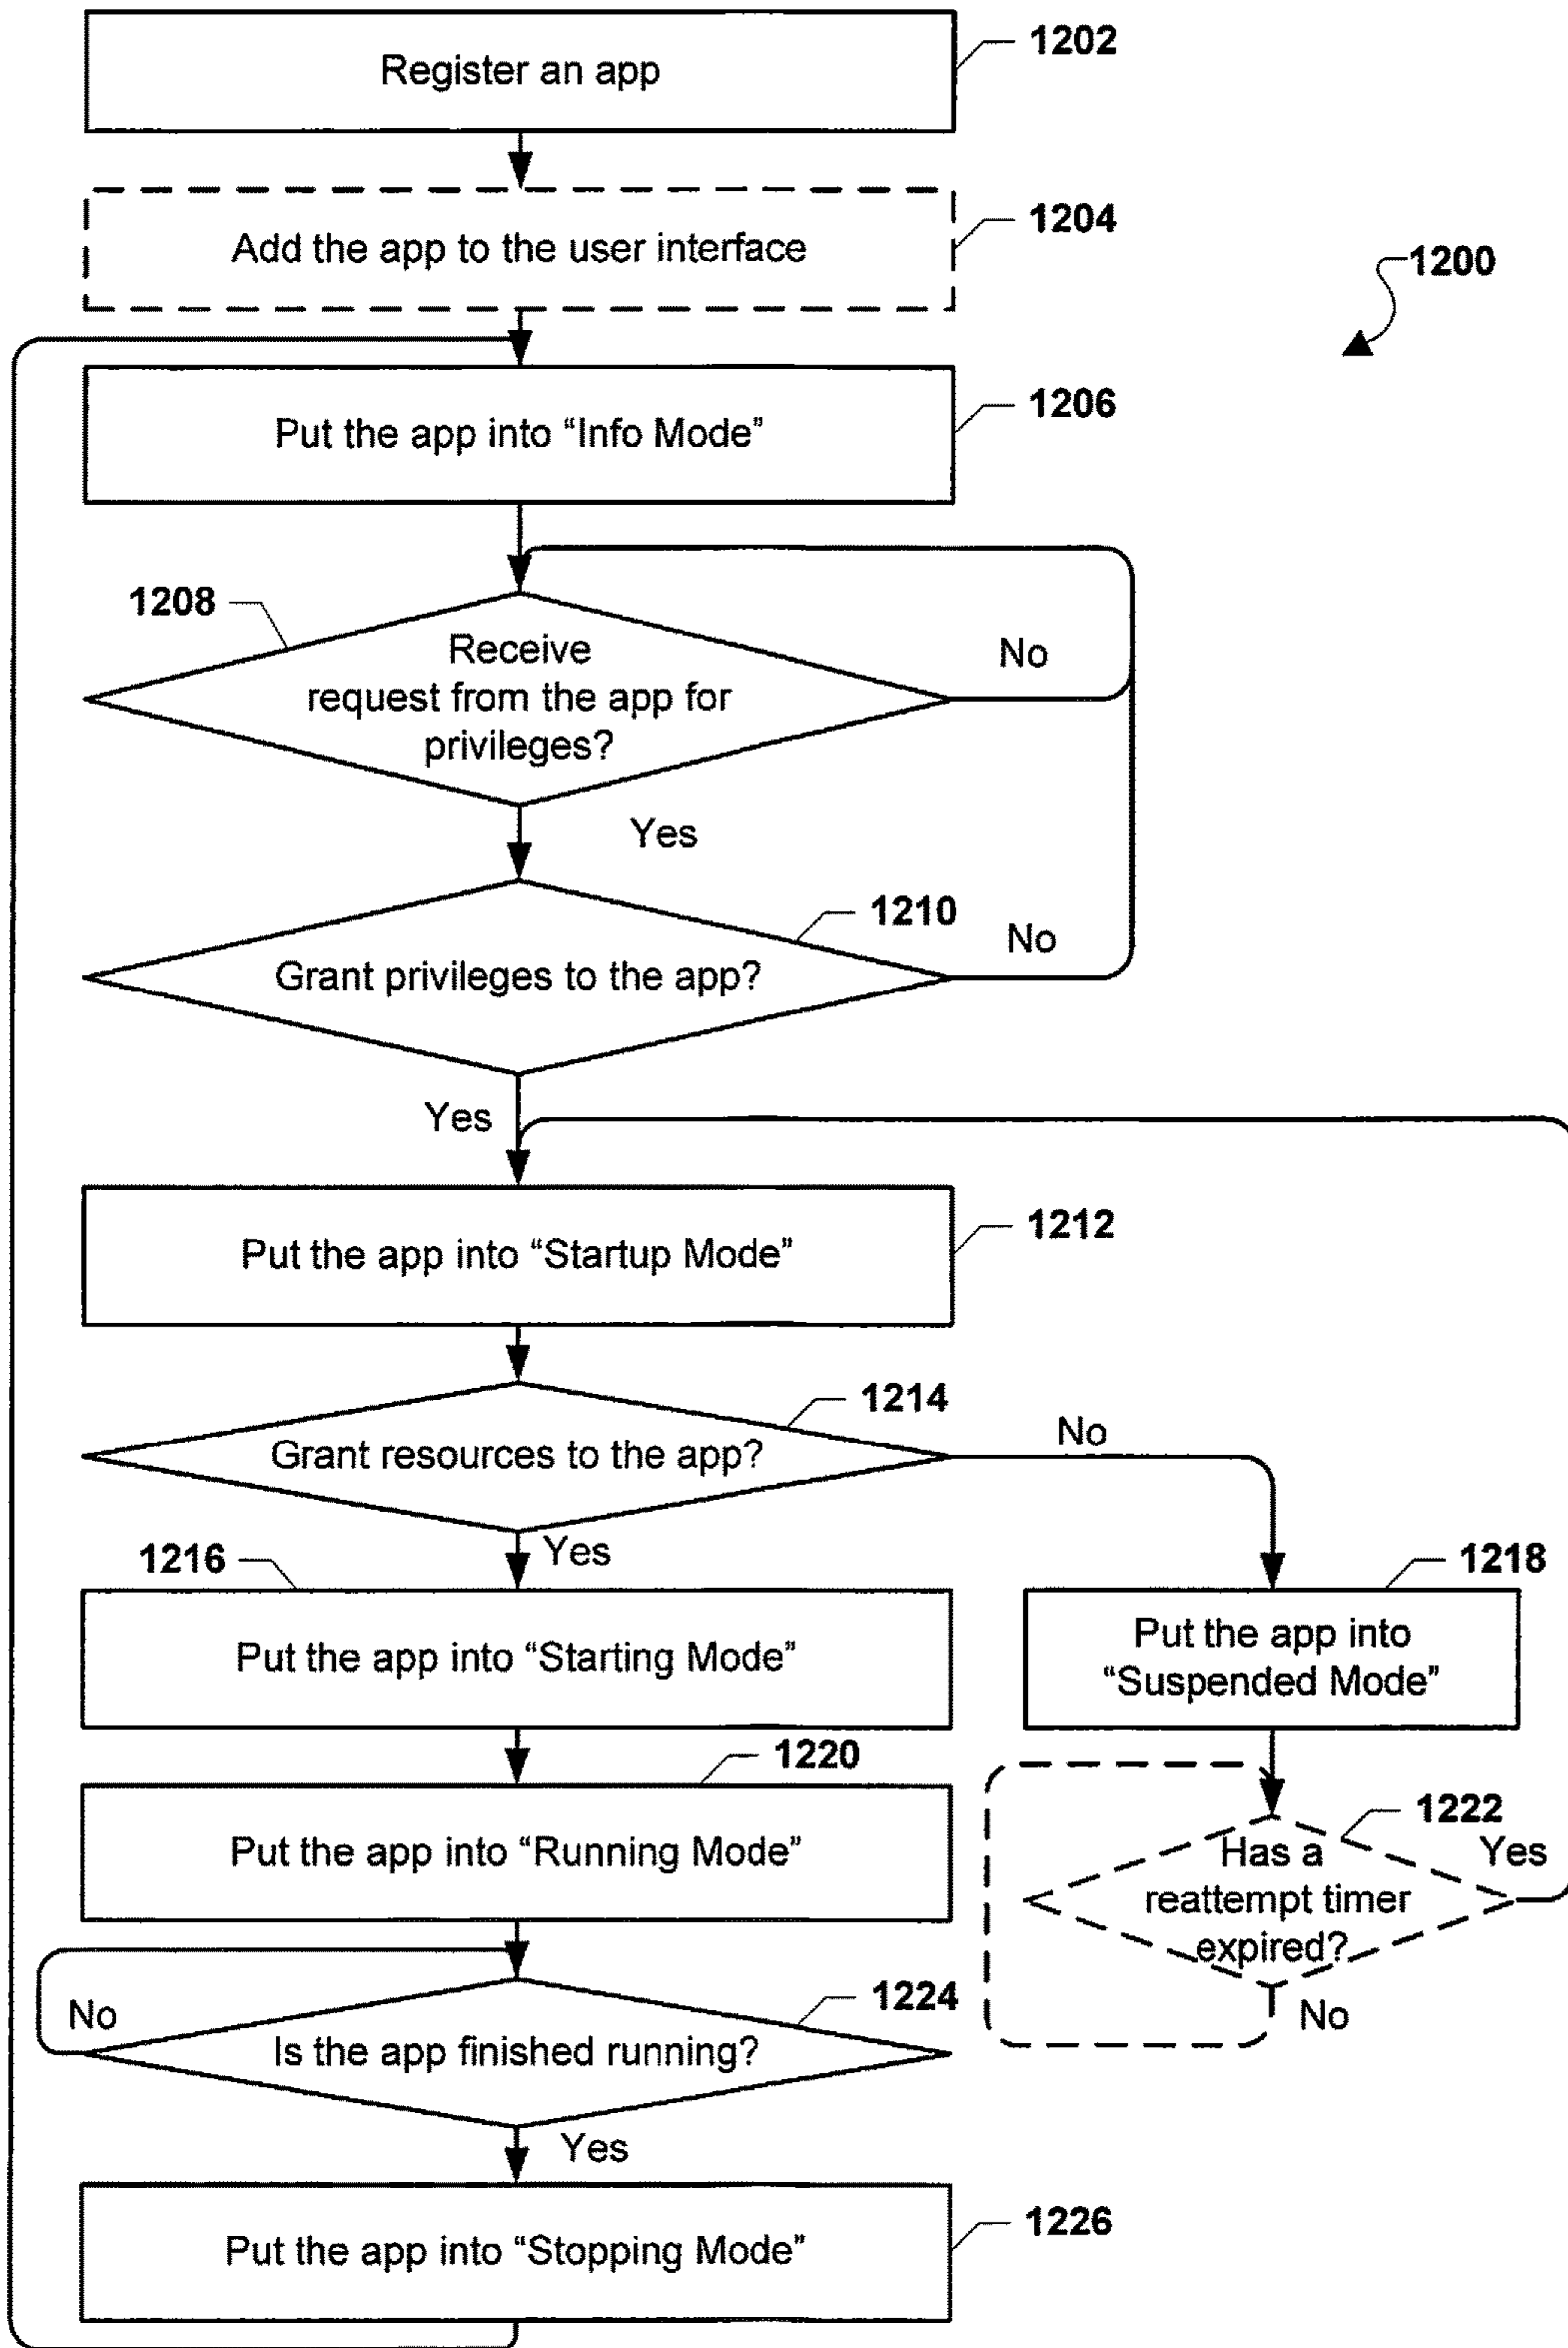 Register an app
1202
Add the app to the user interface
1204
1200
Put the app into “Info Mode”
1206
1208
Receive
request from the app for
privileges?
No
Yes
1210
Grant privileges to the app?
No
Yes
Put the app into “Startup Mode”
1212
1214
Grant resources to the app?
No
Yes
1216
Put the app into “Starting Mode”
1218
Put the app into
“Suspended Mode”
1220
Put the app into “Running Mode”
1222
Has a
reattempt timer
expired?
Yes
No
1224
Is the app finished running?
No
Yes
Put the app into “Stopping Mode”
1226